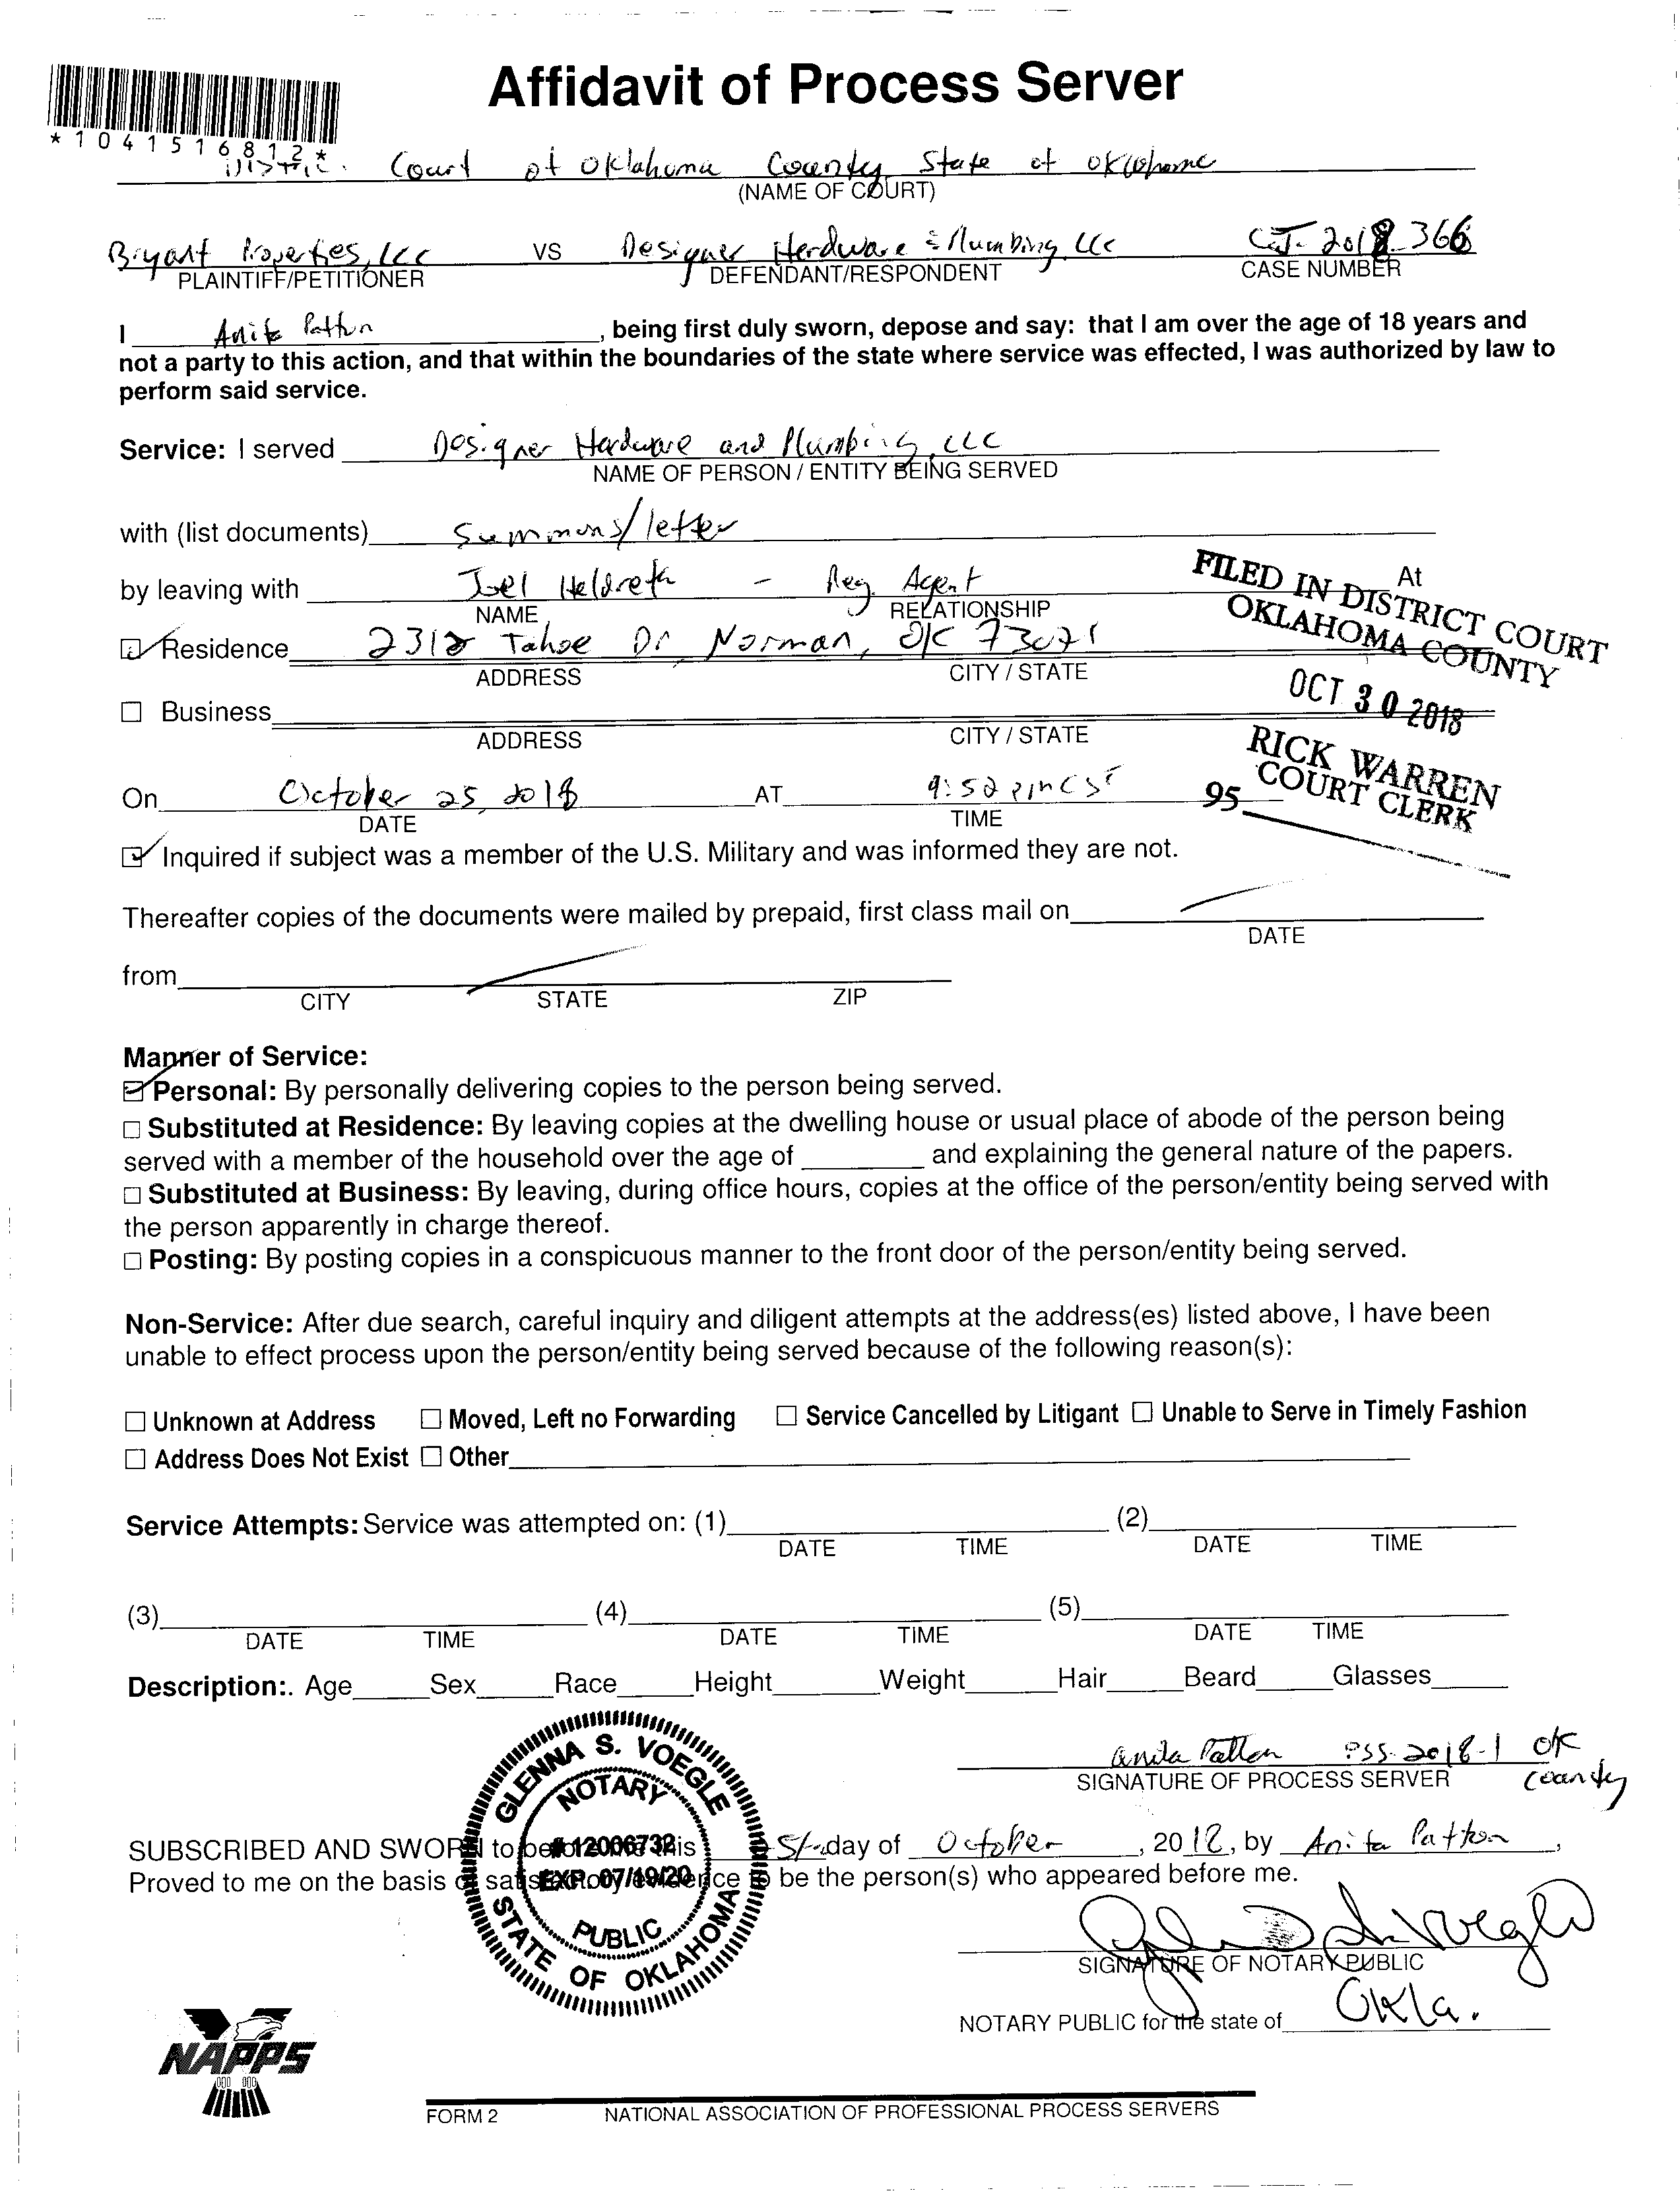 Affidavit of Process Server
*1041516812*
Court of Oklahoma County State of Oklahoma
(NAME OF COURT)
Bryant Properties, LLC VS Designer Hardware & Plumbing, LLC CJ-2018-366
PLAINTIFF/PETITIONER DEFENDANT/RESPONDENT CASE NUMBER
I Anita Patton, being first duly sworn, depose and say: that I am over the age of 18 years and
not a party to this action, and that within the boundaries of the state where service was effected, I was authorized by law to
perform said service.
Service: I served Designer Hardware and Plumbing, LLC
NAME OF PERSON / ENTITY BEING SERVED
with (list documents) Summons/letter
by leaving with Joel Heldreth - Reg. Agent At
NAME RELATIONSHIP
FILED IN DISTRICT COURT
OKLAHOMA COUNTY
Residence 2312 Tahoe Dr, Norman, OK 73071
ADDRESS CITY / STATE
OCT 30 2018
Business
ADDRESS CITY / STATE
RICK WARREN
COURT CLERK
95
On October 25, 2018 AT 9:52 pm CST
DATE TIME
Inquired if subject was a member of the U.S. Military and was informed they are not.
Thereafter copies of the documents were mailed by prepaid, first class mail on
DATE
from
CITY STATE ZIP
Manner of Service:
Personal: By personally delivering copies to the person being served.
Substituted at Residence: By leaving copies at the dwelling house or usual place of abode of the person being
served with a member of the household over the age of and explaining the general nature of the papers.
Substituted at Business: By leaving, during office hours, copies at the office of the person/entity being served with
the person apparently in charge thereof.
Posting: By posting copies in a conspicuous manner to the front door of the person/entity being served.
Non-Service: After due search, careful inquiry and diligent attempts at the address(es) listed above, I have been
unable to effect process upon the person/entity being served because of the following reason(s):
Unknown at Address Moved, Left no Forwarding Service Cancelled by Litigant Unable to Serve in Timely Fashion
Address Does Not Exist Other
Service Attempts: Service was attempted on: (1) (2)
DATE TIME DATE TIME
(3) (4) (5)
DATE TIME DATE TIME DATE TIME
Description:. Age Sex Race Height Weight Hair Beard Glasses
Anita Patton PSS-2018-1 OK County
SIGNATURE OF PROCESS SERVER
GLENNA S. VOEGLE
NOTARY PUBLIC
# 12006732
EXP. 07/19/20
STATE OF OKLAHOMA
SUBSCRIBED AND SWORN to before me this day of October, 2018, by Anita Patton,
Proved to me on the basis of satisfactory evidence to be the person(s) who appeared before me.
SIGNATURE OF NOTARY PUBLIC
NOTARY PUBLIC for the state of Okla.
NAPPS
FORM 2 NATIONAL ASSOCIATION OF PROFESSIONAL PROCESS SERVERS